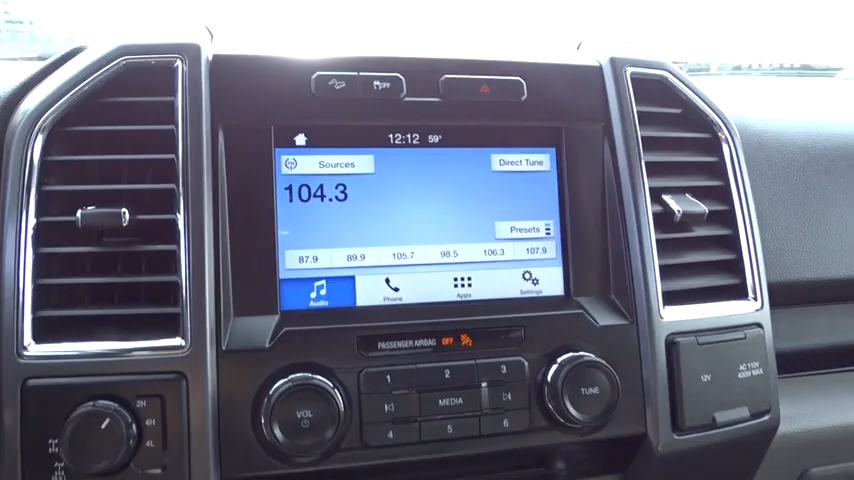 OFF
12:12 59°
Sources
Direct Tune
104.3
Presets
87.9 89.9 105.7 98.5 106.3 107.9
Audio Phone Apps Settings
PASSENGER AIRBAG OFF
1 2 3
VOL
MEDIA
TUNE
4 5 6
2H
4H
4L
12V
AC 110V
400W MAX